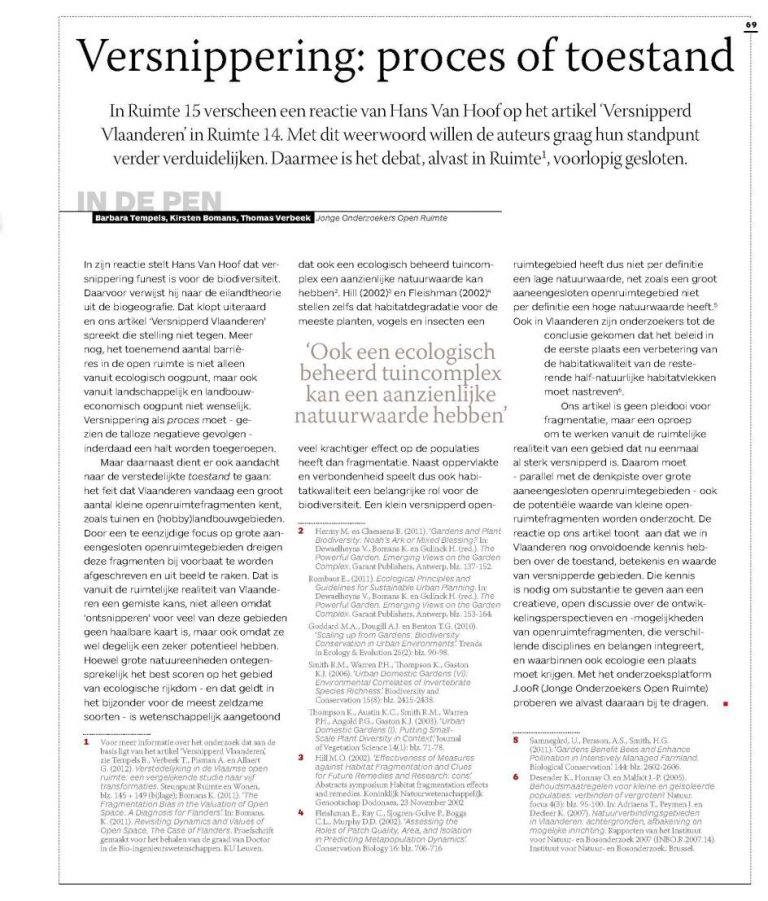 69
Versnippering: proces of toestand
In Ruimte 15 verscheen een reactie van Hans Van Hoof op het artikel ‘Versnipperd
Vlaanderen’ in Ruimte 14. Met dit weerwoord willen de auteurs graag hun standpunt
verder verduidelijken. Daarmee is het debat, alvast in Ruimte¹, voorlopig gesloten.
IN DE PEN
Barbara Tempels, Kirsten Bomans, Thomas Verbeek Jonge Onderzoekers Open Ruimte
In zijn reactie stelt Hans Van Hoof dat ver-
snippering funest is voor de biodiversiteit.
Daarvoor verwijst hij naar de eilandtheorie
uit de biogeografie. Dat klopt uiteraard
en ons artikel ‘Versnipperd Vlaanderen’
spreekt die stelling niet tegen. Meer
nog, het toenemend aantal barriè-
res in de open ruimte is niet alleen
vanuit ecologisch oogpunt, maar ook
vanuit landschappelijk en landbouw-
economisch oogpunt niet wenselijk.
Versnippering als proces moet - ge-
zien de talloze negatieve gevolgen -
inderdaad een halt worden toegeroepen.
Maar daarnaast dient er ook aandacht
naar de verstedelijkte toestand te gaan:
het feit dat Vlaanderen vandaag een groot
aantal kleine openruimtefragmenten kent,
zoals tuinen en (hobby)landbouwgebieden.
Door een te eenzijdige focus op grote aan-
eengesloten openruimtegebieden dreigen
deze fragmenten bij voorbaat te worden
afgeschreven en uit beeld te raken. Dat is
vanuit de ruimtelijke realiteit van Vlaande-
ren een gemiste kans, niet alleen omdat
‘ontsnipperen’ voor veel van deze gebieden
geen haalbare kaart is, maar ook omdat ze
wel degelijk een zeker potentieel hebben.
Hoewel grote natuureenheden ontegen-
sprekelijk het best scoren op het gebied
van ecologische rijkdom - en dat geldt in
het bijzonder voor de meest zeldzame
soorten - is wetenschappelijk aangetoond
1 Voor meer informatie over het onderzoek dat aan de
basis ligt van het artikel ‘Versnipperd Vlaanderen’,
zie Tempels B., Verbeek T., Pisman A. en Allaert
G. (2012). Verstedelijking in de Vlaamse open
ruimte: een vergelijkende studie naar vijf
transformaties. Steunpunt Ruimte en Wonen,
blz. 145 + 149 (bijlage); Bomans K. (2011). ‘The
Fragmentation Bias in the Valuation of Open
Space. A Diagnosis for Flanders’. In: Bomans,
K. (2011). Revisiting Dynamics and Values of
Open Space. The Case of Flanders. Proefschrift
gemaakt voor het behalen van de graad van Doctor
in de Bio-ingenieurswetenschappen. KU Leuven.
dat ook een ecologisch beheerd tuincom-
plex een aanzienlijke natuurwaarde kan
hebben². Hill (2002)³ en Fleishman (2002)⁴
stellen zelfs dat habitatdegradatie voor de
meeste planten, vogels en insecten een
‘Ook een ecologisch
beheerd tuincomplex
kan een aanzienlijke
natuurwaarde hebben’
veel krachtiger effect op de populaties
heeft dan fragmentatie. Naast oppervlakte
en verbondenheid speelt dus ook habi-
tatkwaliteit een belangrijke rol voor de
biodiversiteit. Een klein versnipperd open-
2 Hermy M. en Claessens B. (2011). ‘Gardens and Plant
Biodiversity: Noah’s Ark or Mixed Blessing?’ In:
Dewaelheyns V., Bomans K. en Gulinck H. (red.). The
Powerful Garden. Emerging Views on the Garden
Complex. Garant Publishers, Antwerp. blz. 137-152.
Rombaut E., (2011). Ecological Principles and
Guidelines for Sustainable Urban Planning. In:
Dewaelheyns V., Bomans K. en Gulinck H. (red.). The
Powerful Garden. Emerging Views on the Garden
Complex. Garant Publishers, Antwerp. blz. 153-164.
Goddard M.A., Dougill A.J. en Benton T.G. (2010).
‘Scaling up from Gardens: Biodiversity
Conservation in Urban Environments’. Trends
in Ecology & Evolution 25(2): blz. 90-98.
Smith R.M., Warren P.H., Thompson K., Gaston
K.J. (2006). ‘Urban Domestic Gardens (VI):
Environmental Correlates of Invertebrate
Species Richness’. Biodiversity and
Conservation 15(8): blz. 2415-2438.
Thompson K., Austin K.C., Smith R.M., Warren
P.H., Angold P.G., Gaston K.J. (2003). ‘Urban
Domestic Gardens (I). Putting Small-
Scale Plant Diversity in Context’. Journal
of Vegetation Science 14(1): blz. 71-78.
3 Hill M.O. (2002). ‘Effectiveness of Measures
against Habitat Fragmentation and Clues
for Future Remedies and Research: cons’.
Abstracts symposium Habitat fragmentation effects
and remedies. Koninklijk Natuurwetenschappelijk
Genootschap Dodonaea, 23 November 2002
4 Fleishman E., Ray C., Sjogren-Gulve P., Boggs
C.L., Murphy D.D. (2002). ‘Assessing the
Roles of Patch Quality, Area, and Isolation
in Predicting Metapopulation Dynamics’.
Conservation Biology 16: blz. 706-716
ruimtegebied heeft dus niet per definitie
een lage natuurwaarde, net zoals een groot
aaneengesloten openruimtegebied niet
per definitie een hoge natuurwaarde heeft.⁵
Ook in Vlaanderen zijn onderzoekers tot de
conclusie gekomen dat het beleid in
de eerste plaats een verbetering van
de habitatkwaliteit van de reste-
rende half-natuurlijke habitatvlekken
moet nastreven⁶.
Ons artikel is geen pleidooi voor
fragmentatie, maar een oproep
om te werken vanuit de ruimtelijke
realiteit van een gebied dat nu eenmaal
al sterk versnipperd is. Daarom moet
- parallel met de denkpiste over grote
aaneengesloten openruimtegebieden - ook
de potentiële waarde van kleine open-
ruimtefragmenten worden onderzocht. De
reactie op ons artikel toont aan dat we in
Vlaanderen nog onvoldoende kennis heb-
ben over de toestand, betekenis en waarde
van versnipperde gebieden. Die kennis
is nodig om substantie te geven aan een
creatieve, open discussie over de ontwik-
kelingsperspectieven en -mogelijkheden
van openruimtefragmenten, die verschil-
lende disciplines en belangen integreert,
en waarbinnen ook ecologie een plaats
moet krijgen. Met het onderzoeksplatform
J.ooR (Jonge Onderzoekers Open Ruimte)
proberen we alvast daaraan bij te dragen.
5 Samnegård, U., Persson, A.S., Smith, H.G.
(2011). ‘Gardens Benefit Bees and Enhance
Pollination in Intensively Managed Farmland.
Biological Conservation’. 144: blz. 2602-2606.
6 Desender K., Honnay O. en Malfait J.-P. (2005).
Behoudsmaatregelen voor kleine en geïsoleerde
populaties: verbinden of vergroten? Natuur.
focus 4(3): blz. 95-100. In: Adriaens T., Peymen J. en
Decleer K. (2007). Natuurverbindingsgebieden
in Vlaanderen: achtergronden, afbakening en
mogelijke inrichting. Rapporten van het Instituut
voor Natuur- en Bosonderzoek 2007 (INBO.R.2007.14).
Instituut voor Natuur- en Bosonderzoek, Brussel.